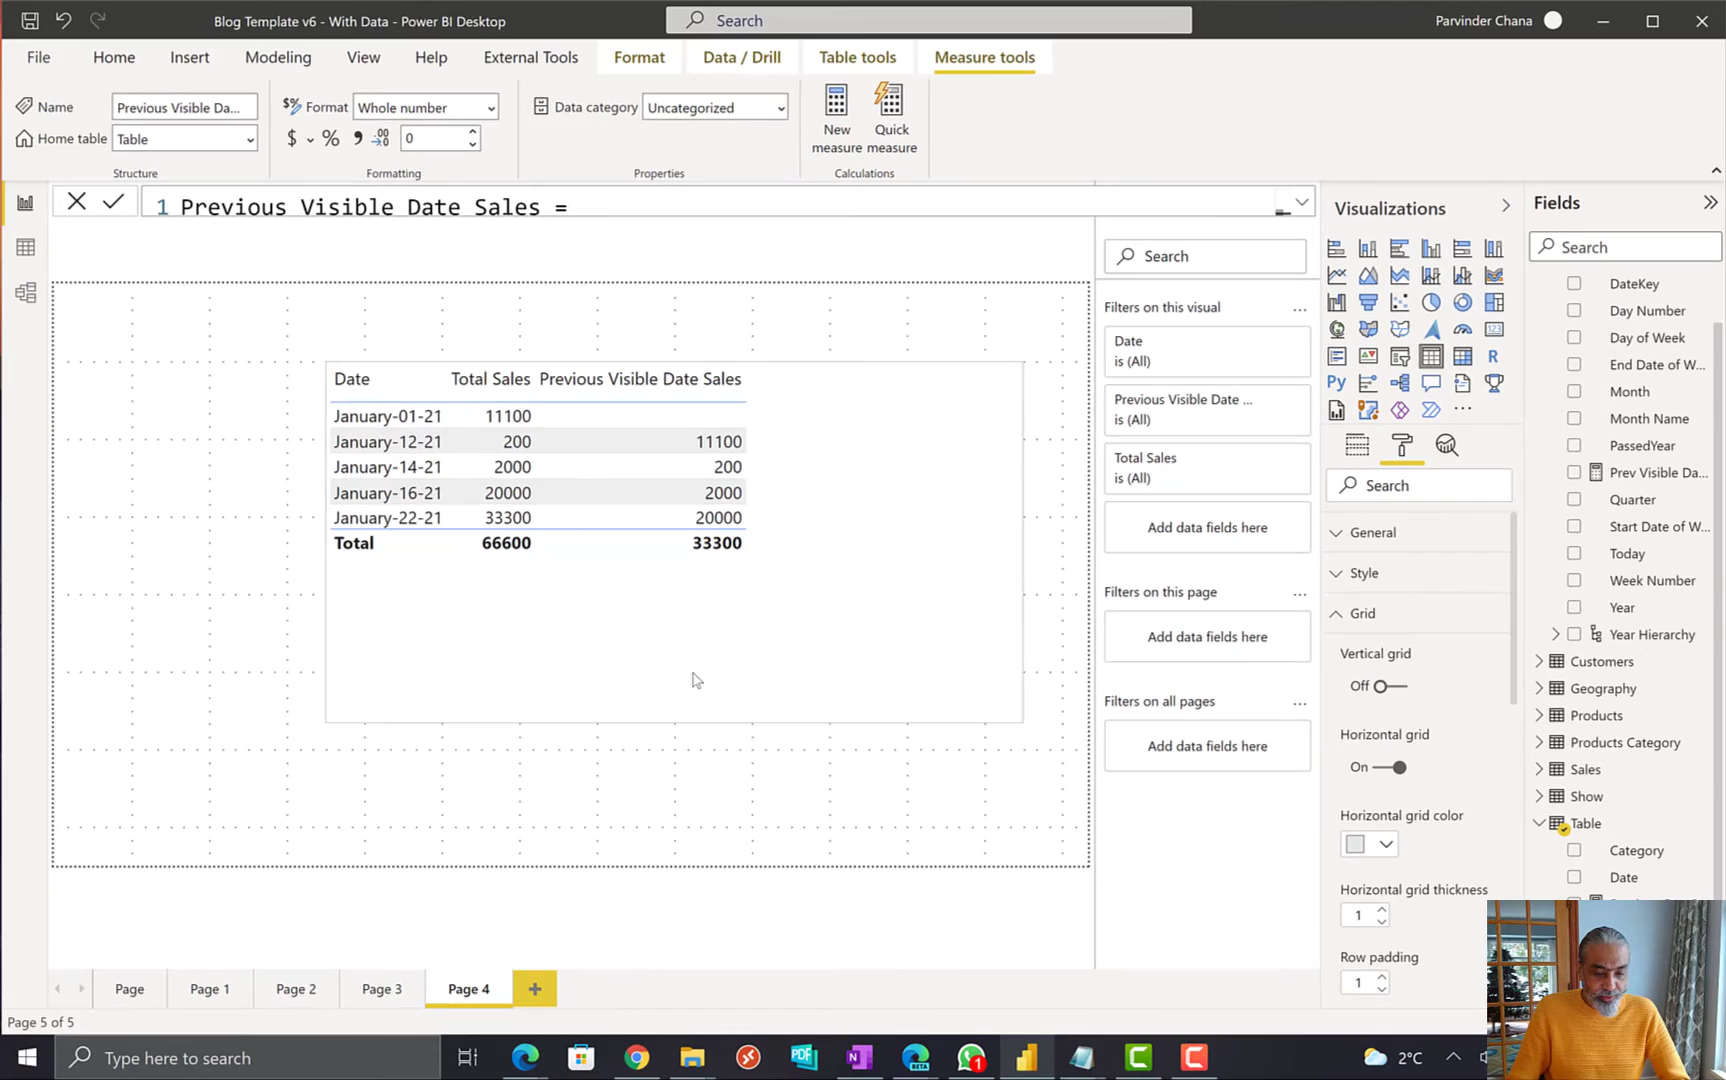 Blog Template v6 - With Data - Power BI Desktop
Search
Parvinder Chana
File Home Insert Modeling View Help External Tools Format Data / Drill Table tools Measure tools
Name Previous Visible Da...
Home table Table
Structure
$% Format Whole number
$ % , .00 0
Formatting
Data category Uncategorized
Properties
New measure
Quick measure
Calculations
1 Previous Visible Date Sales =
Date Total Sales Previous Visible Date Sales
January-01-21 11100
January-12-21 200 11100
January-14-21 2000 200
January-16-21 20000 2000
January-22-21 33300 20000
Total 66600 33300
Search
Filters on this visual ...
Date
is (All)
Previous Visible Date ...
is (All)
Total Sales
is (All)
Add data fields here
Filters on this page ...
Add data fields here
Filters on all pages ...
Add data fields here
Visualizations
123
R
Py
...
Search
General
Style
Grid
Vertical grid
Off
Horizontal grid
On
Horizontal grid color
Horizontal grid thickness
1
Row padding
1
Fields
Search
DateKey
Day Number
Day of Week
End Date of W...
Month
Month Name
PassedYear
Prev Visible Da...
Quarter
Start Date of W...
Today
Week Number
Year
Year Hierarchy
Customers
Geography
Products
Products Category
Sales
Show
Table
Category
Date
Page Page 1 Page 2 Page 3 Page 4 +
Page 5 of 5
Type here to search
PDF
N
BETA
1
C
C
2°C